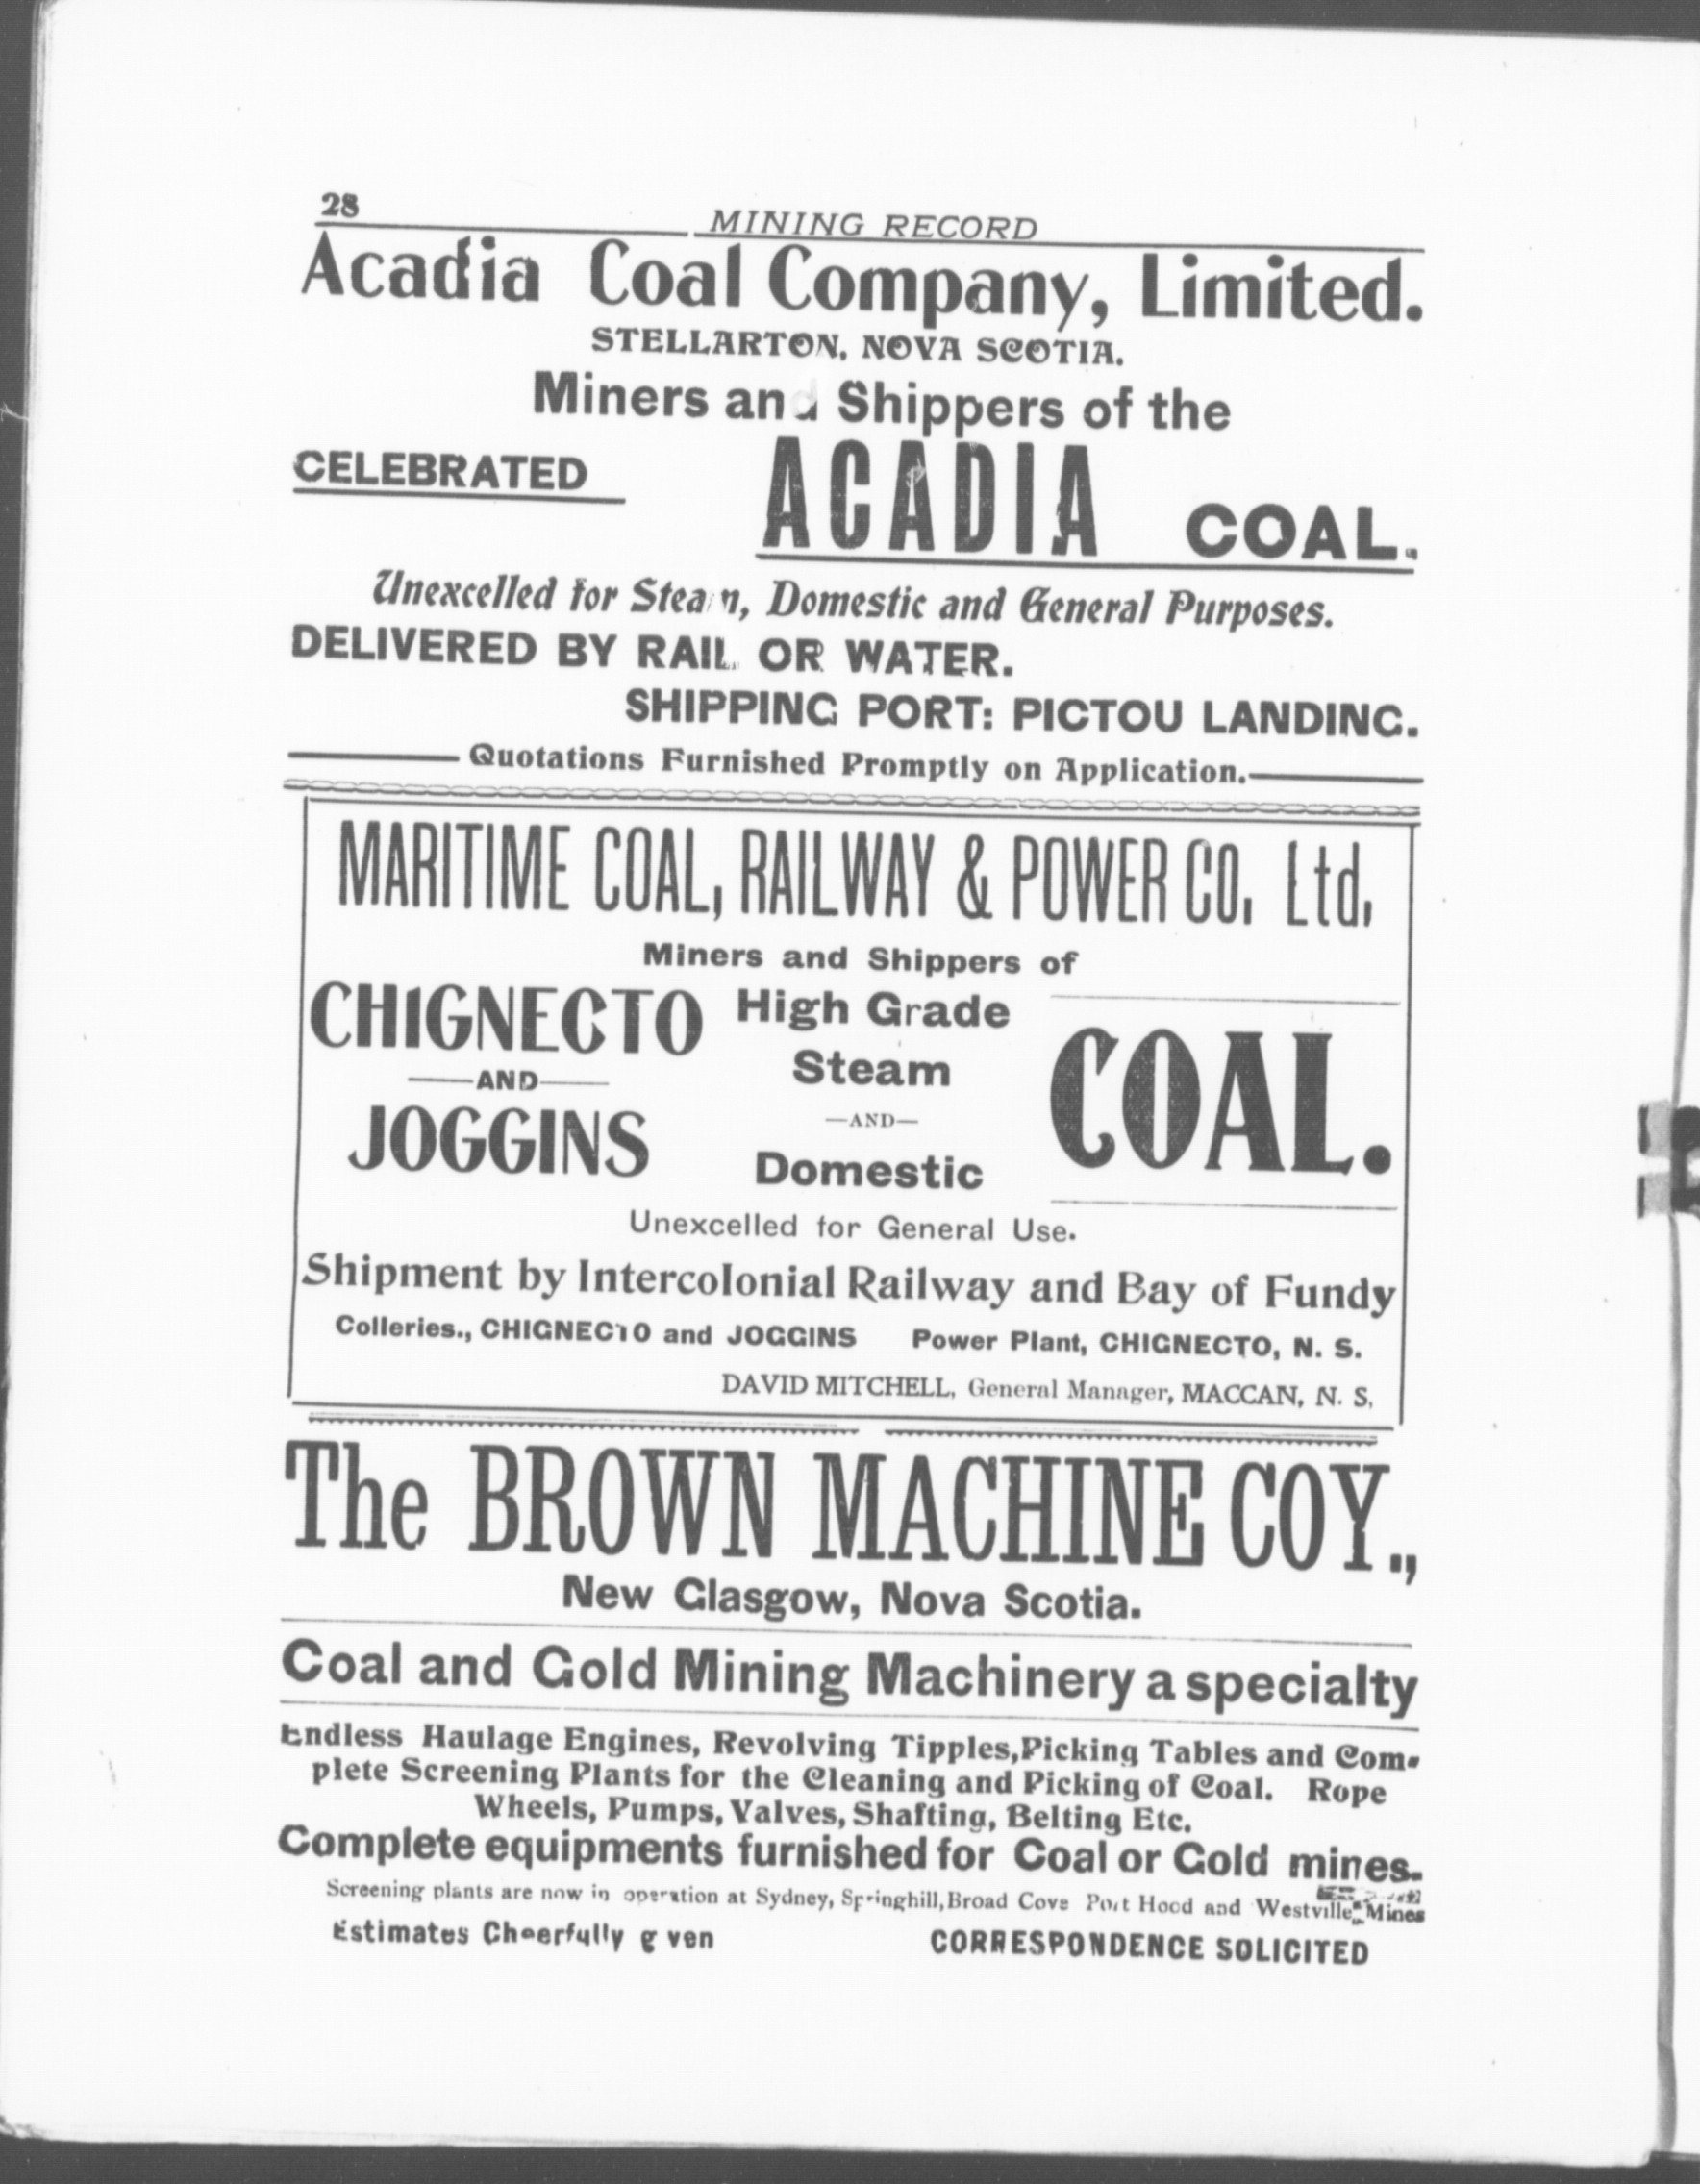 28
MINING RECORD
Acadia Coal Company, Limited.
STELLARTON, NOVA SCOTIA.
Miners and Shippers of the
CELEBRATED ACADIA COAL.
Unexcelled for Steam, Domestic and General Purposes.
DELIVERED BY RAIL OR WATER.
SHIPPING PORT: PICTOU LANDING.
Quotations Furnished Promptly on Application.
MARITIME COAL, RAILWAY & POWER CO. Ltd.
Miners and Shippers of
CHIGNECTO
—AND—
JOGGINS
High Grade
Steam
—AND—
Domestic
COAL.
Unexcelled for General Use.
Shipment by Intercolonial Railway and Bay of Fundy
Colleries., CHIGNECTO and JOGGINS Power Plant, CHIGNECTO, N. S.
DAVID MITCHELL, General Manager, MACCAN, N. S.
The BROWN MACHINE COY.,
New Glasgow, Nova Scotia.
Coal and Gold Mining Machinery a specialty
Endless Haulage Engines, Revolving Tipples, Picking Tables and Com-
plete Screening Plants for the Cleaning and Picking of Coal. Rope
Wheels, Pumps, Valves, Shafting, Belting Etc.
Complete equipments furnished for Coal or Gold mines.
Screening plants are now in operation at Sydney, Springhill, Broad Cove Port Hood and Westville Mines
Estimates Cheerfully g ven CORRESPONDENCE SOLICITED